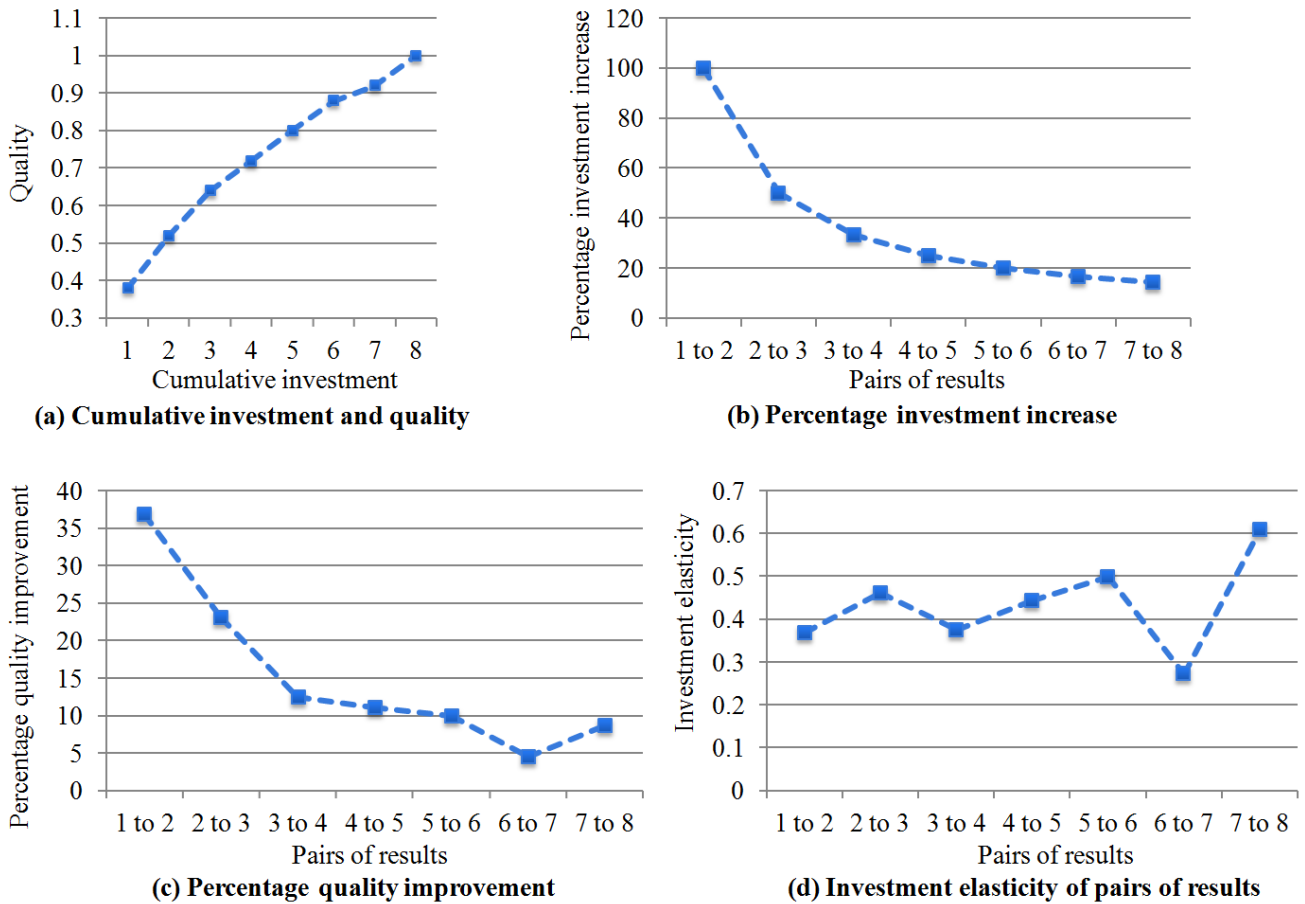 1.1
1
0.9
0.8
0.7
0.6
0.5
0.4
0.3
Quality
1 2 3 4 5 6 7 8
Cumulative investment
(a) Cumulative investment and quality
120
100
80
60
40
20
0
Percentage investment increase
1 to 2 2 to 3 3 to 4 4 to 5 5 to 6 6 to 7 7 to 8
Pairs of results
(b) Percentage investment increase
40
35
30
25
20
15
10
5
0
Percentage quality improvement
1 to 2 2 to 3 3 to 4 4 to 5 5 to 6 6 to 7 7 to 8
Pairs of results
(c) Percentage quality improvement
0.7
0.6
0.5
0.4
0.3
0.2
0.1
0
Investment elasticity
1 to 2 2 to 3 3 to 4 4 to 5 5 to 6 6 to 7 7 to 8
Pairs of results
(d) Investment elasticity of pairs of results